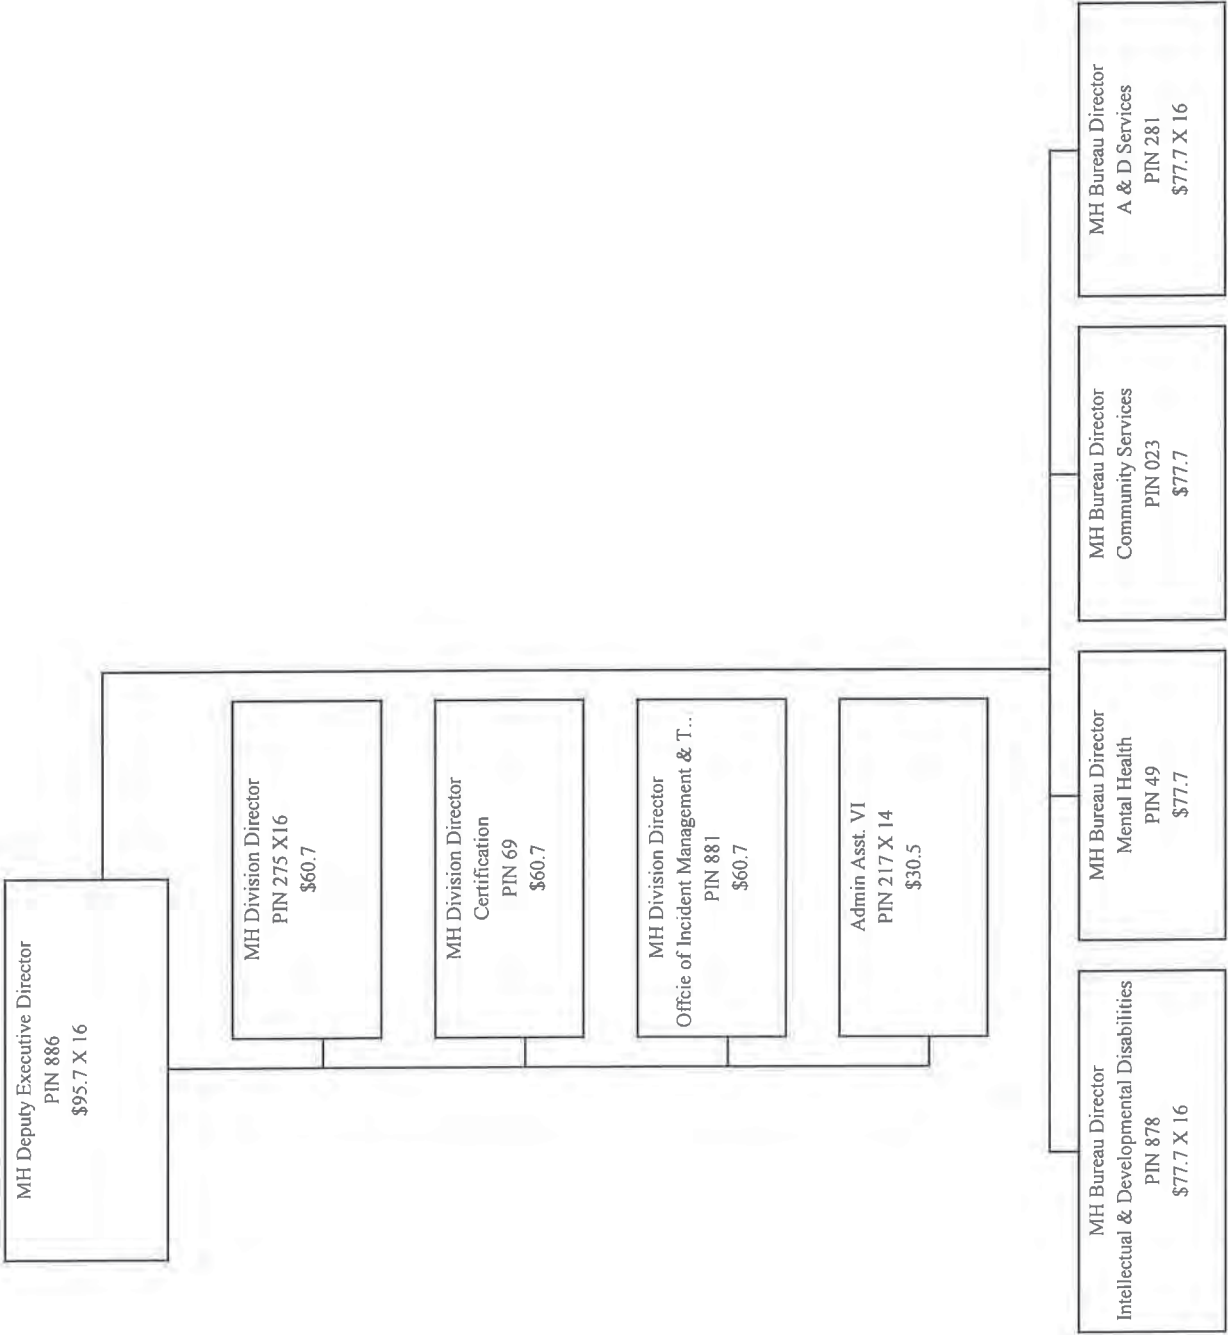 MH Deputy Executive Director
PIN 886
$95.7 X 16
MH Division Director
PIN 275 X16
$60.7
MH Division Director
Certification
PIN 69
$60.7
MH Division Director
Offcie of Incident Management & T..
PIN 881
$60.7
Admin Asst. VI
PIN 217 X 14
$30.5
MH Bureau Director
Intellectual & Developmental Disabilities
PIN 878
$77.7 X 16
MH Bureau Director
Mental Health
PIN 49
$77.7
MH Bureau Director
Community Services
PIN 023
$77.7
MH Bureau Director
A & D Services
PIN 281
$77.7 X 16